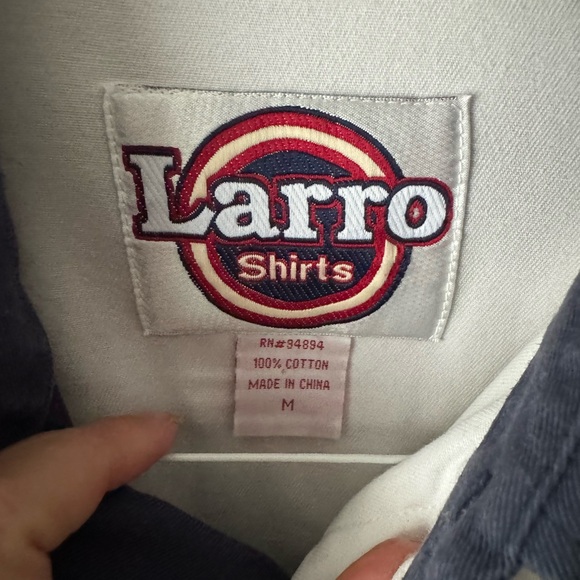 Larro
Shirts
RN#94894
100% COTTON
MADE IN CHINA
M